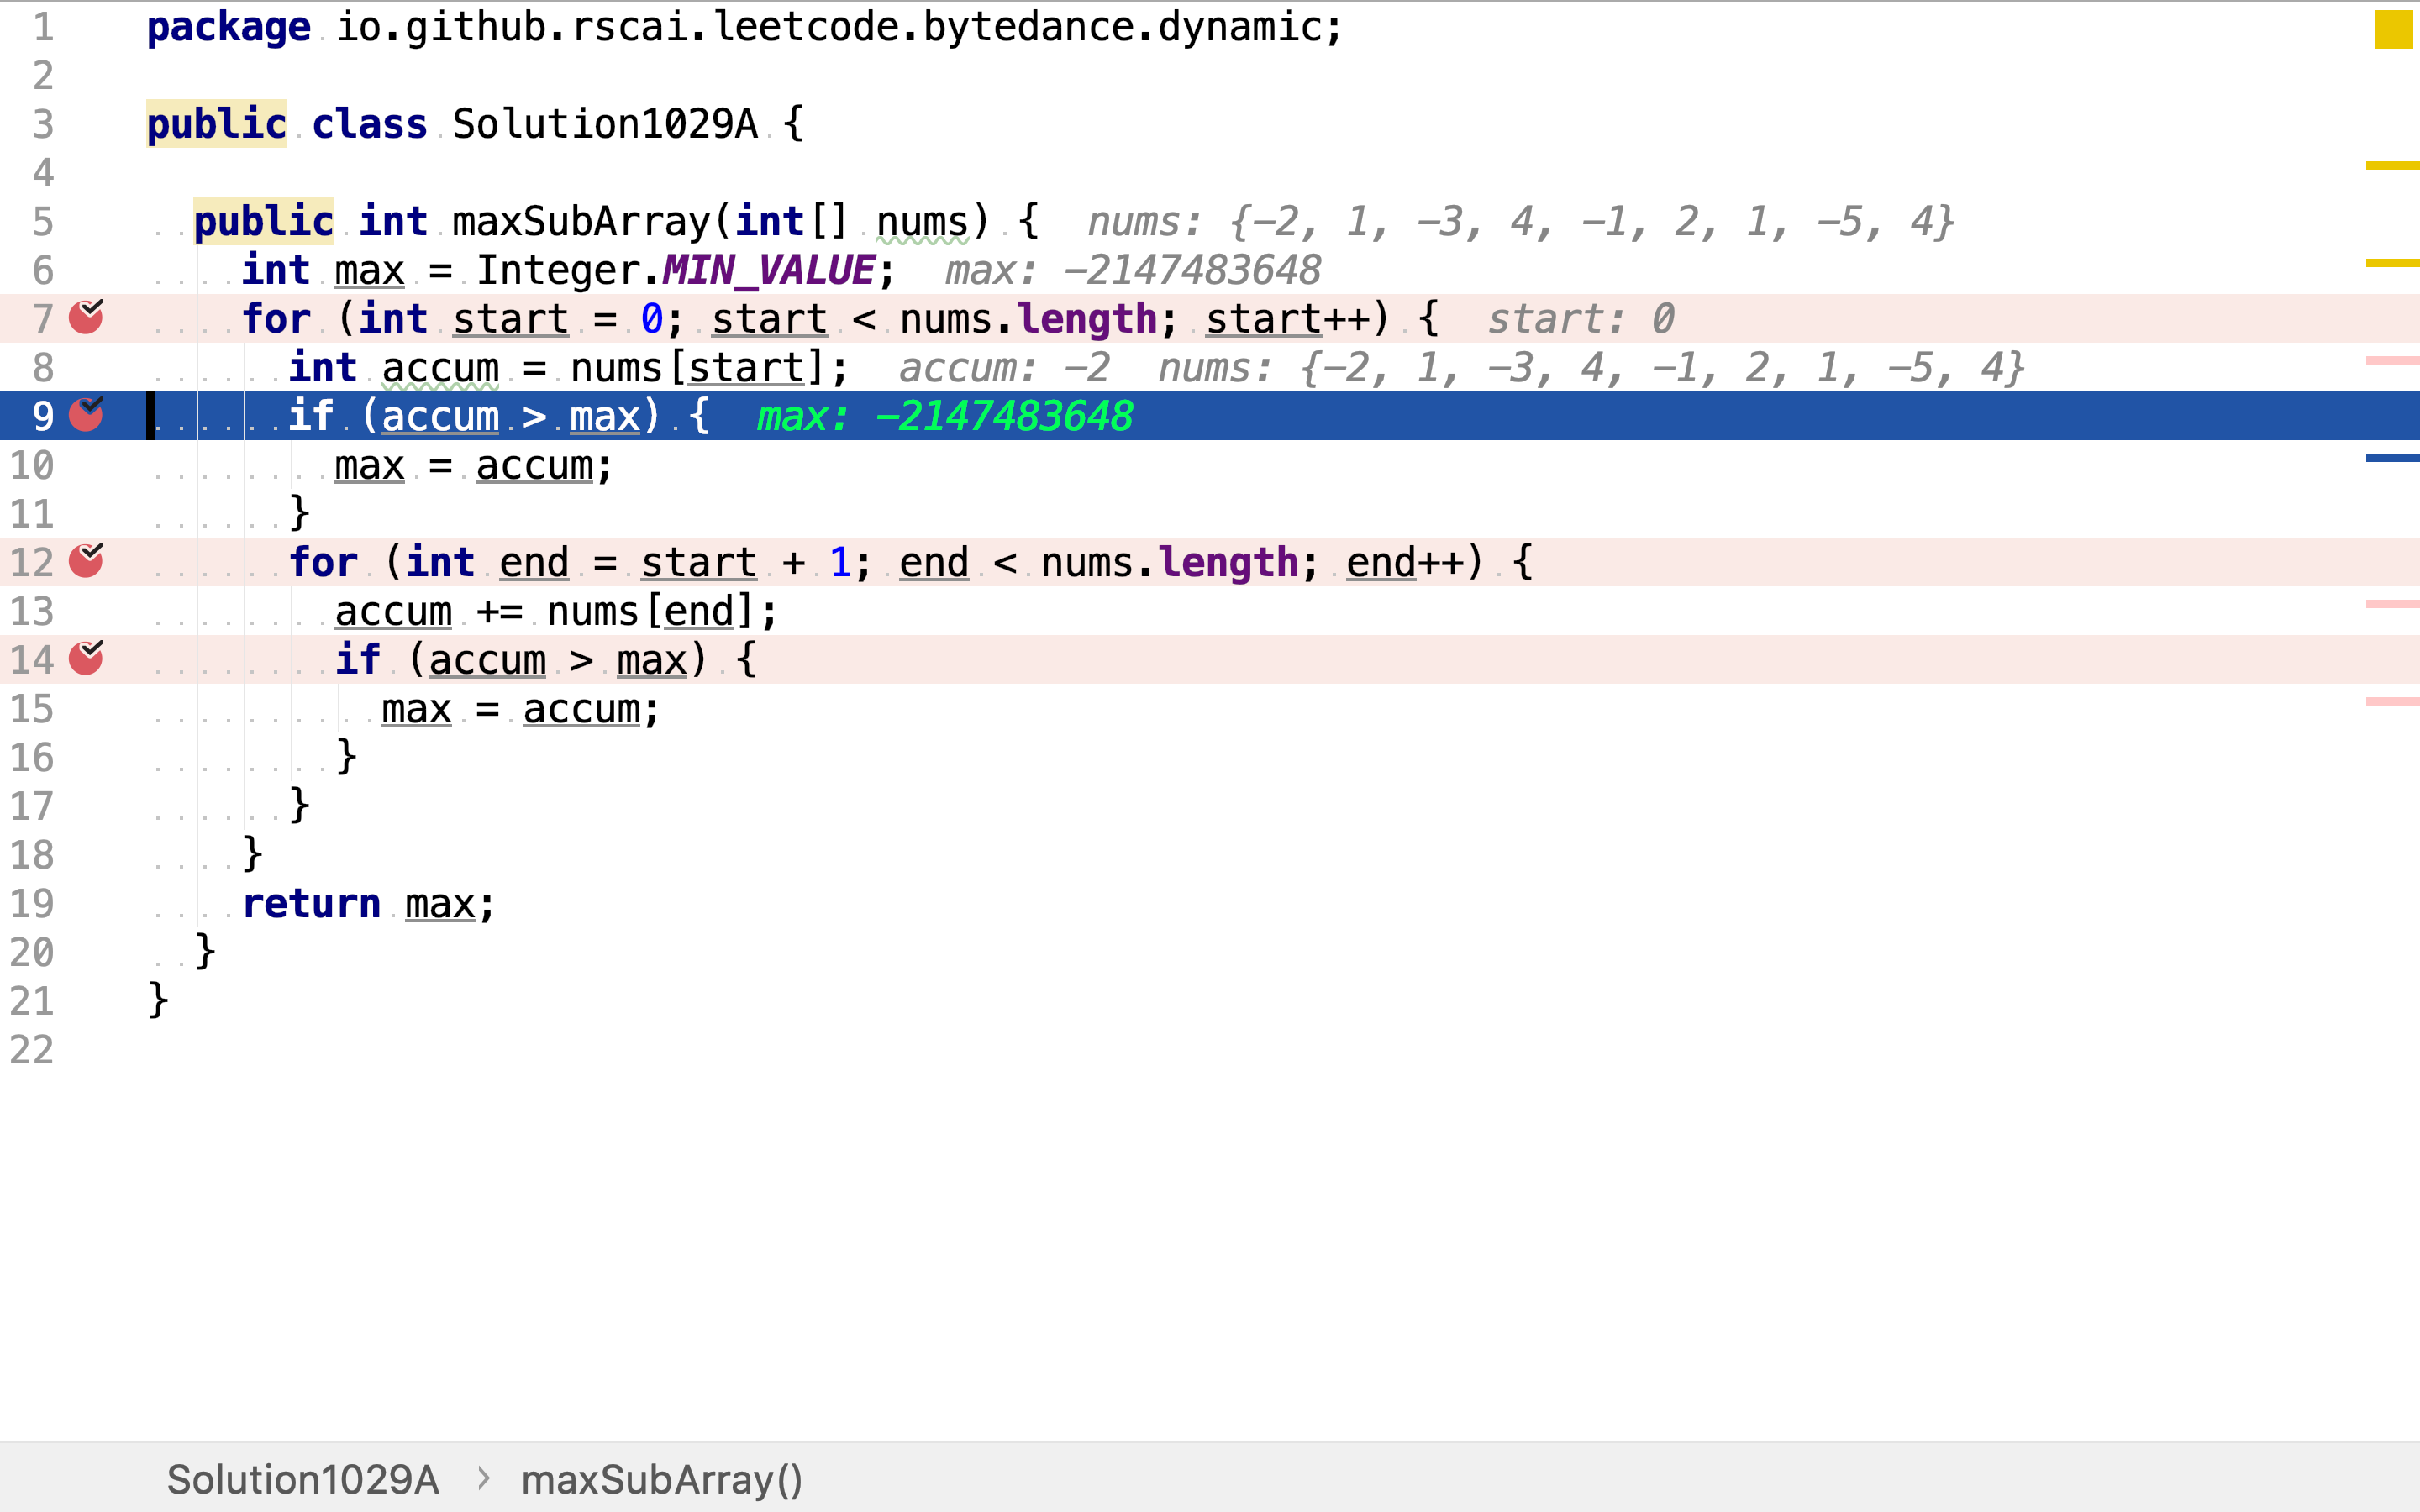 1 package io.github.rscai.leetcode.bytedance.dynamic;
2
3 public class Solution1029A {
4
5   public int maxSubArray(int[] nums) {  nums: {-2, 1, -3, 4, -1, 2, 1, -5, 4}
6     int max = Integer.MIN_VALUE;  max: -2147483648
7     for (int start = 0; start < nums.length; start++) {  start: 0
8       int accum = nums[start];  accum: -2  nums: {-2, 1, -3, 4, -1, 2, 1, -5, 4}
9       if (accum > max) {  max: -2147483648
10         max = accum;
11       }
12       for (int end = start + 1; end < nums.length; end++) {
13         accum += nums[end];
14         if (accum > max) {
15           max = accum;
16         }
17       }
18     }
19     return max;
20   }
21 }
22
Solution1029A > maxSubArray()